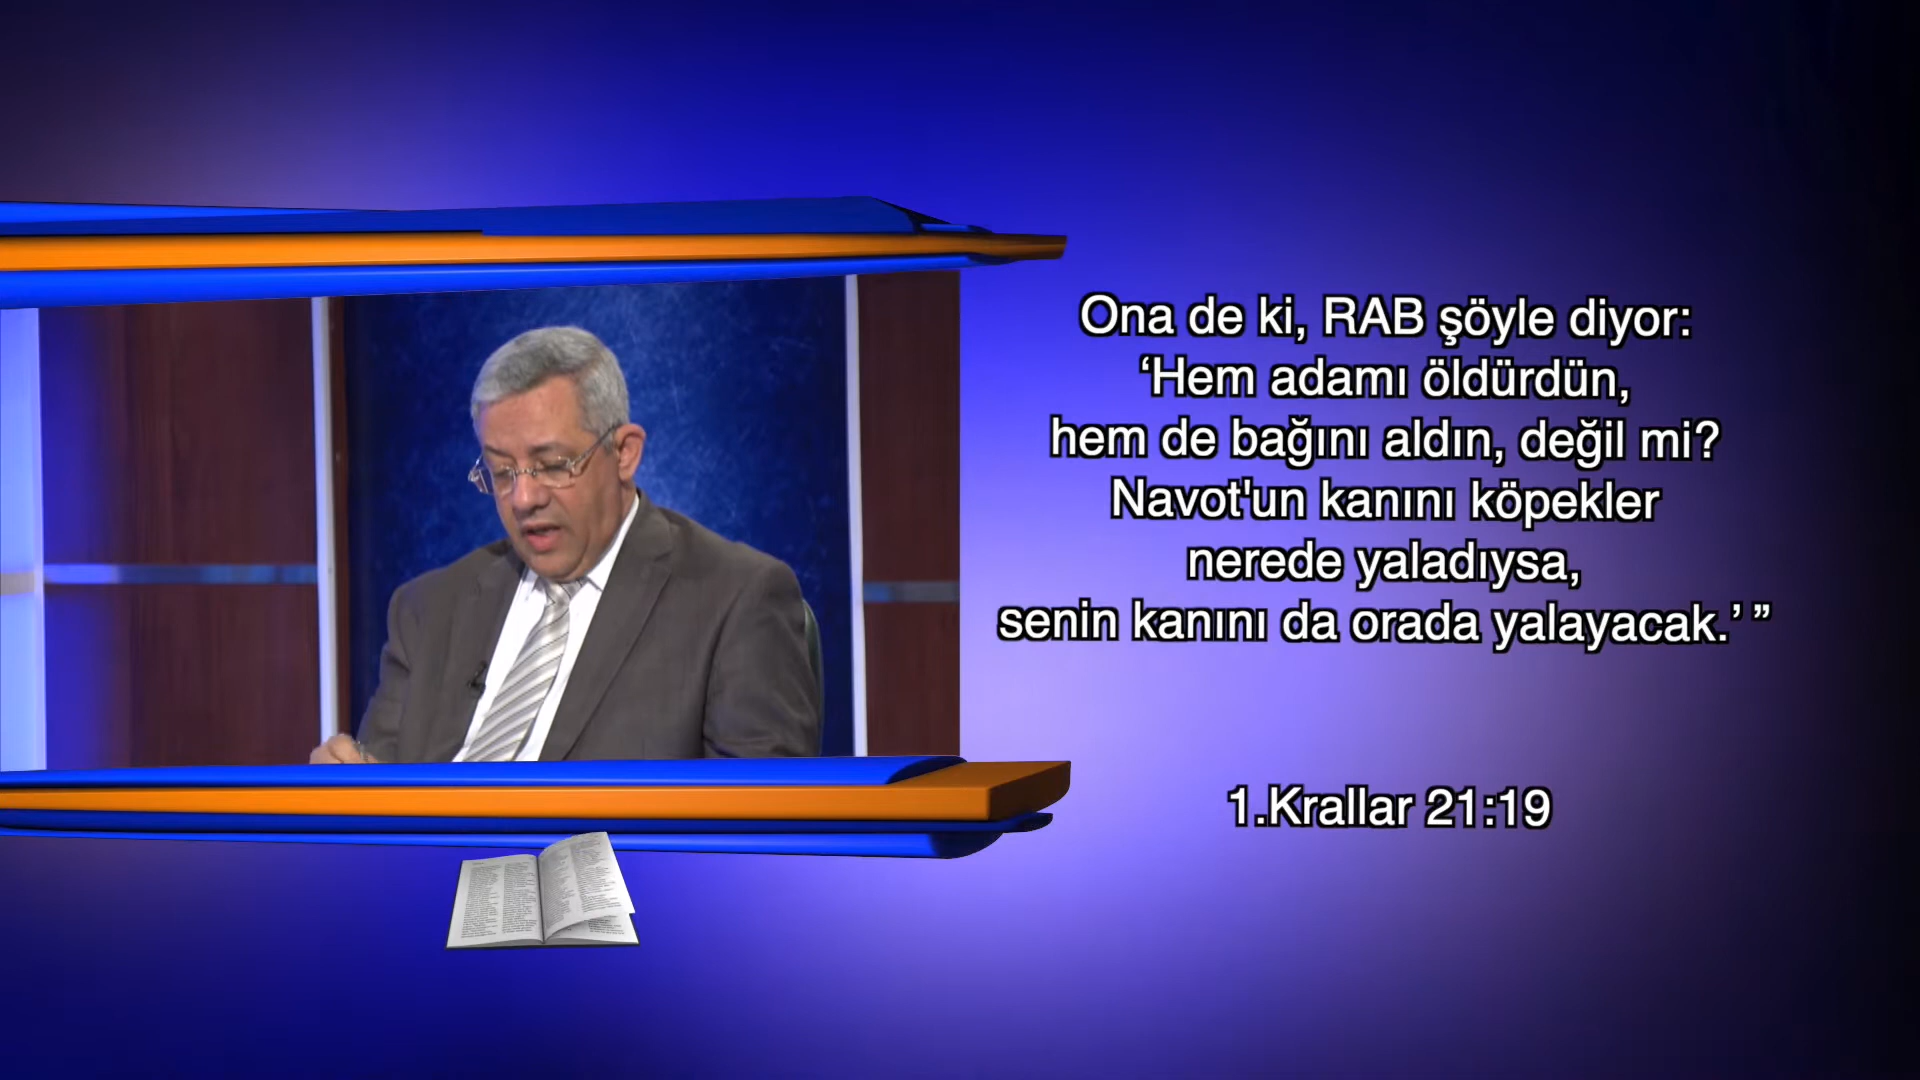 Ona de ki, RAB şöyle diyor:
‘Hem adamı öldürdün,
hem de bağını aldın, değil mi?
Navot'un kanını köpekler
nerede yaladıysa,
senin kanını da orada yalayacak.’ ”
1.Krallar 21:19